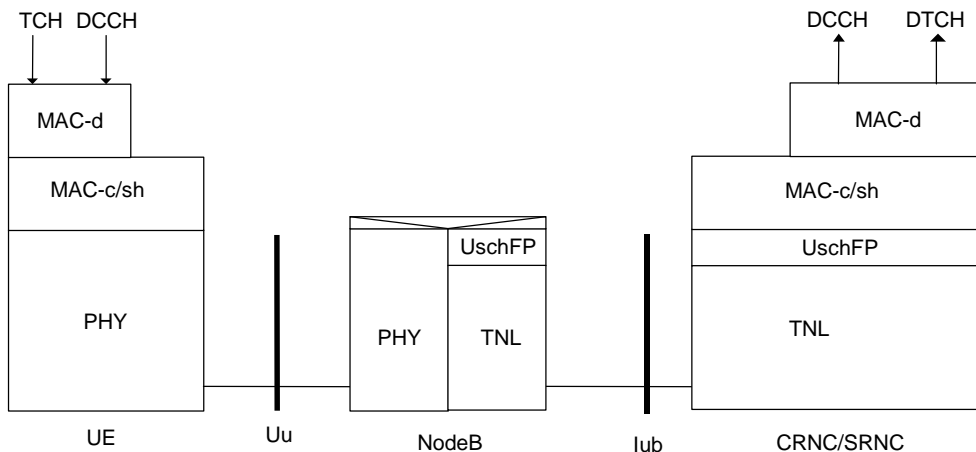 TCH DCCH DCCH DTCH
MAC-d MAC-d
MAC-c/sh MAC-c/sh
UschFP UschFP
PHY PHY TNL TNL
UE Uu NodeB Iub CRNC/SRNC